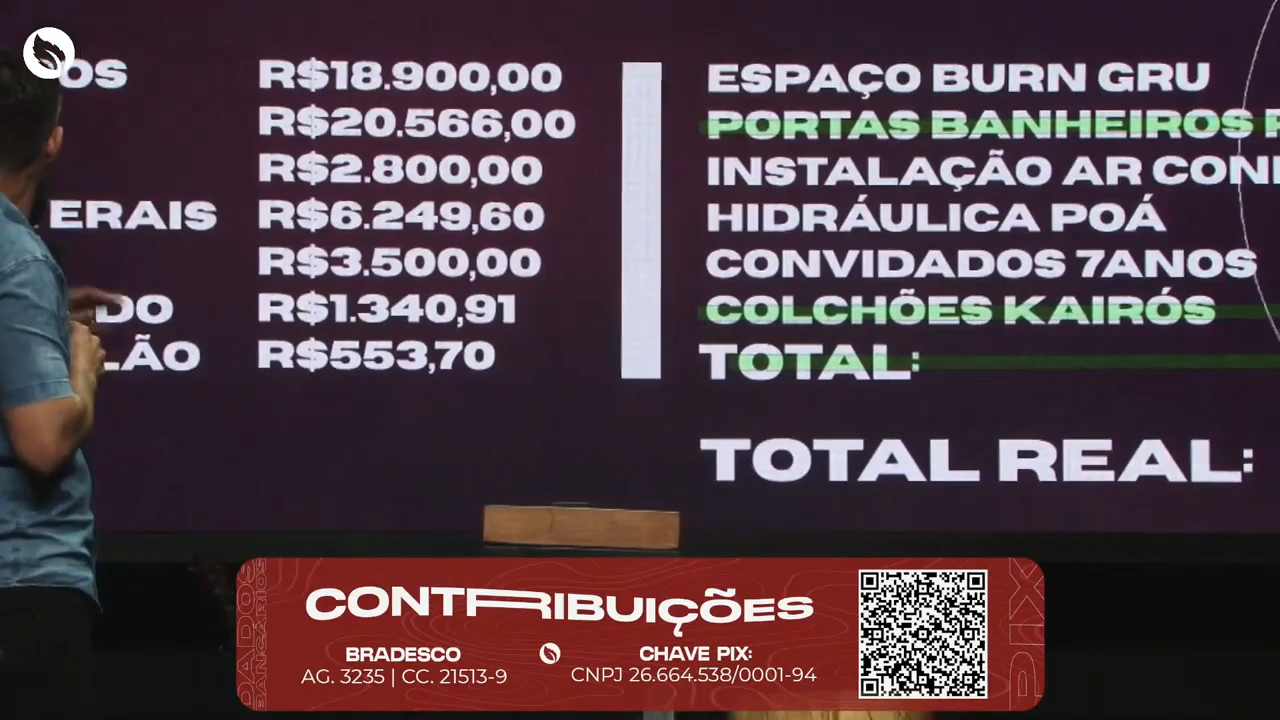 OS R$18.900,00
R$20.566,00
R$2.800,00
ERAIS R$6.249,60
R$3.500,00
DO R$1.340,91
LÃO R$553,70
ESPAÇO BURN GRU
PORTAS BANHEIROS
INSTALAÇÃO AR CON
HIDRÁULICA POÁ
CONVIDADOS 7ANOS
COLCHÕES KAIRÓS
TOTAL:
TOTAL REAL:
DADOS
BANCÁRIOS
CONTRIBUIÇÕES
BRADESCO
AG. 3235 | CC. 21513-9
CHAVE PIX:
CNPJ 26.664.538/0001-94
PIX